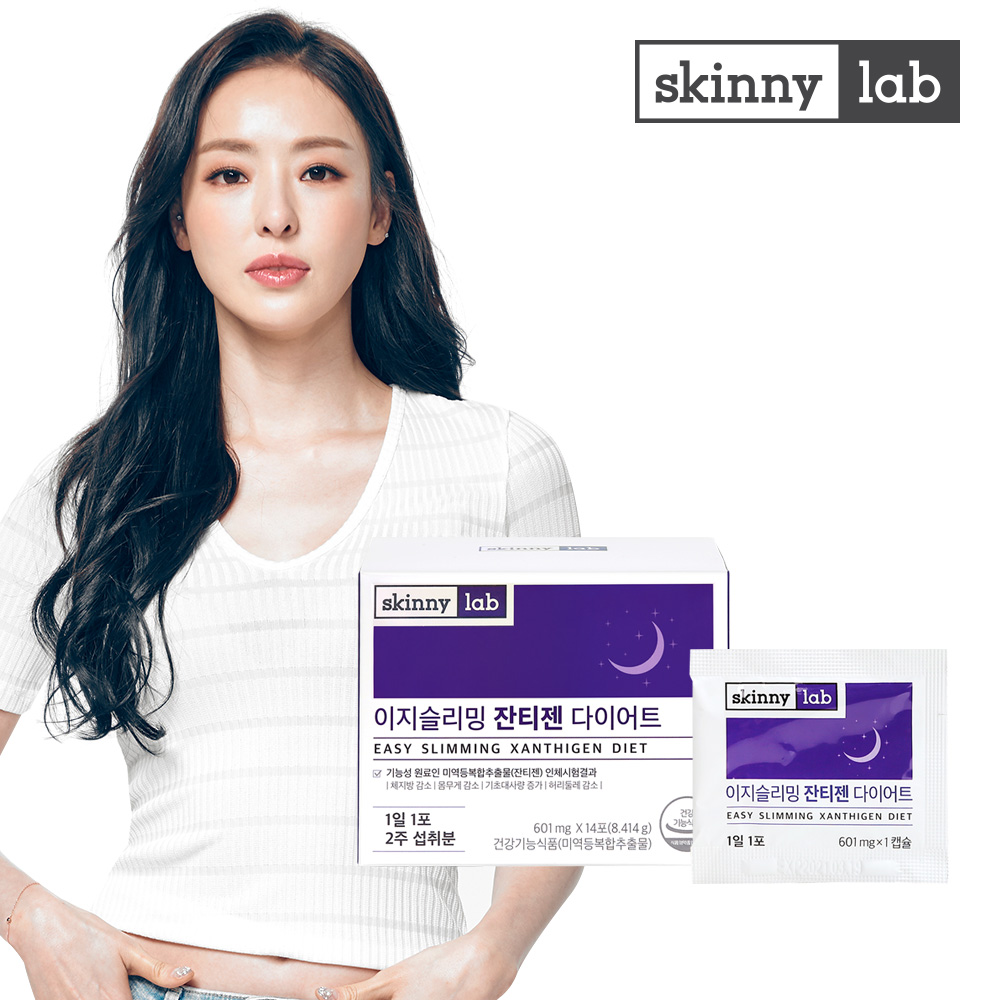 skinny lab
skinny lab
skinny lab
이지슬리밍 잔티젠 다이어트
EASY SLIMMING XANTHIGEN DIET
기능성 원료인 미역등복합추출물(잔티젠) 인체시험결과
| 체지방 감소 | 몸무게 감소 | 기초대사량 증가 | 허리둘레 감소 |
1일 1포
2주 섭취분
601 mg X 14포(8,414 g)
건강기능식품(미역등복합추출물)
건강
기능식
skinny lab
이지슬리밍 잔티젠 다이어트
EASY SLIMMING XANTHIGEN DIET
1일 1포
601 mg×1 캡슐